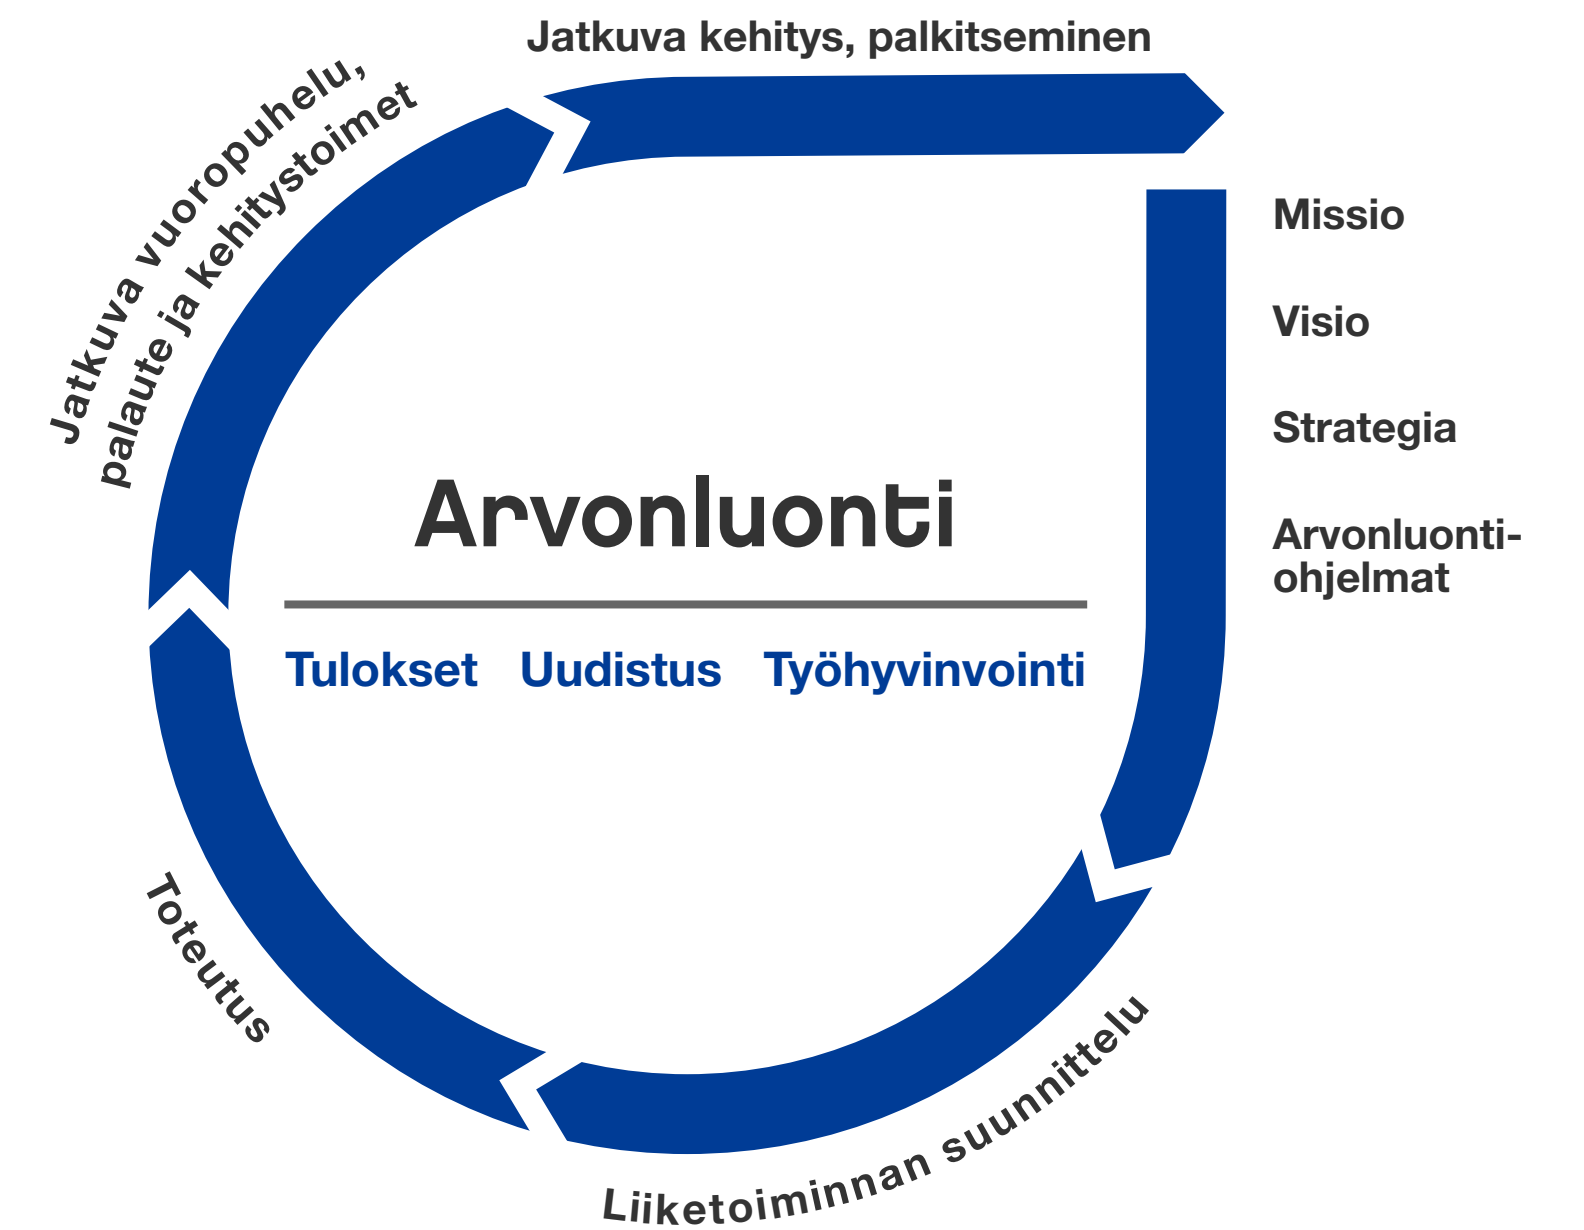 Jatkuva kehitys, palkitseminen
Missio
Visio
Strategia
Arvonluonti-
ohjelmat
Liiketoiminnan suunnittelu
Toteutus
Jatkuva vuoropuhelu,
palaute ja kehitystoimet
Arvonluonti
Tulokset Uudistus Työhyvinvointi